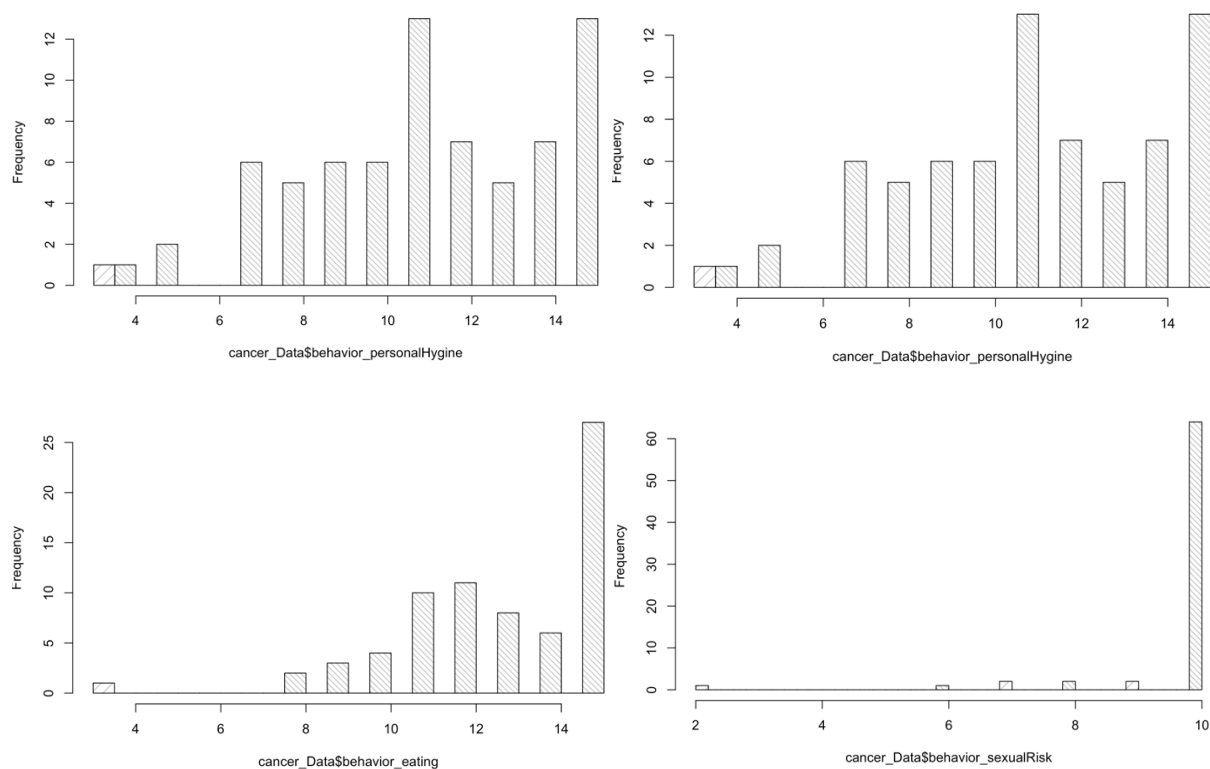 Frequency
12
10
8
6
4
2
0
4 6 8 10 12 14
cancer_Data$behavior_personalHygine
Frequency
12
10
8
6
4
2
0
4 6 8 10 12 14
cancer_Data$behavior_personalHygine
Frequency
25
20
15
10
5
0
4 6 8 10 12 14
cancer_Data$behavior_eating
Frequency
60
50
40
30
20
10
0
2 4 6 8 10
cancer_Data$behavior_sexualRisk